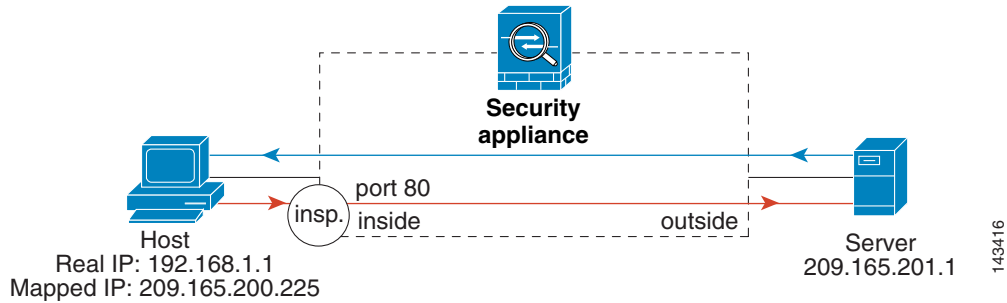 Security
appliance
port 80
insp.
inside
outside
Host
Real IP: 192.168.1.1
Mapped IP: 209.165.200.225
Server
209.165.201.1
143416